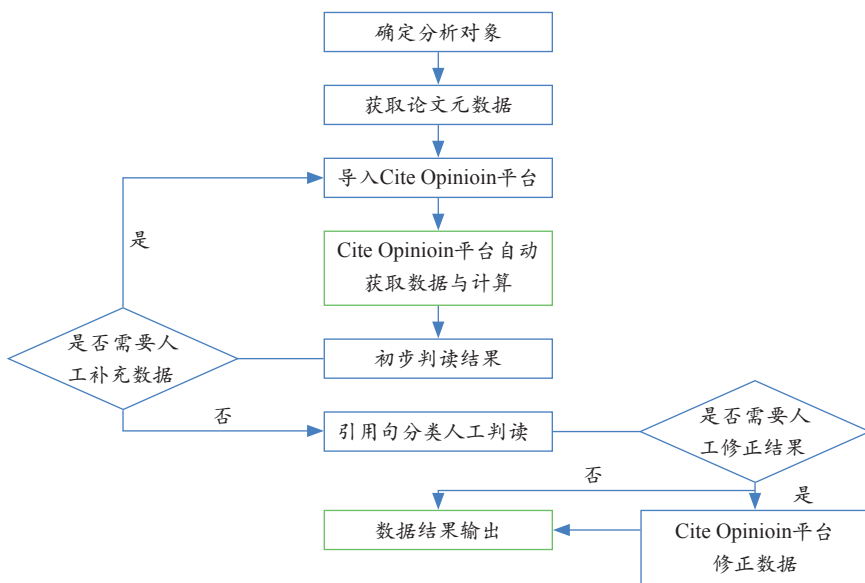 确定分析对象
获取论文元数据
导入Cite Opinioin平台
是
Cite Opinioin平台自动
获取数据与计算
是否需要人
工补充数据
初步判读结果
否
引用句分类人工判读
是否需要人
工修正结果
否
是
数据结果输出
Cite Opinioin平台
修正数据